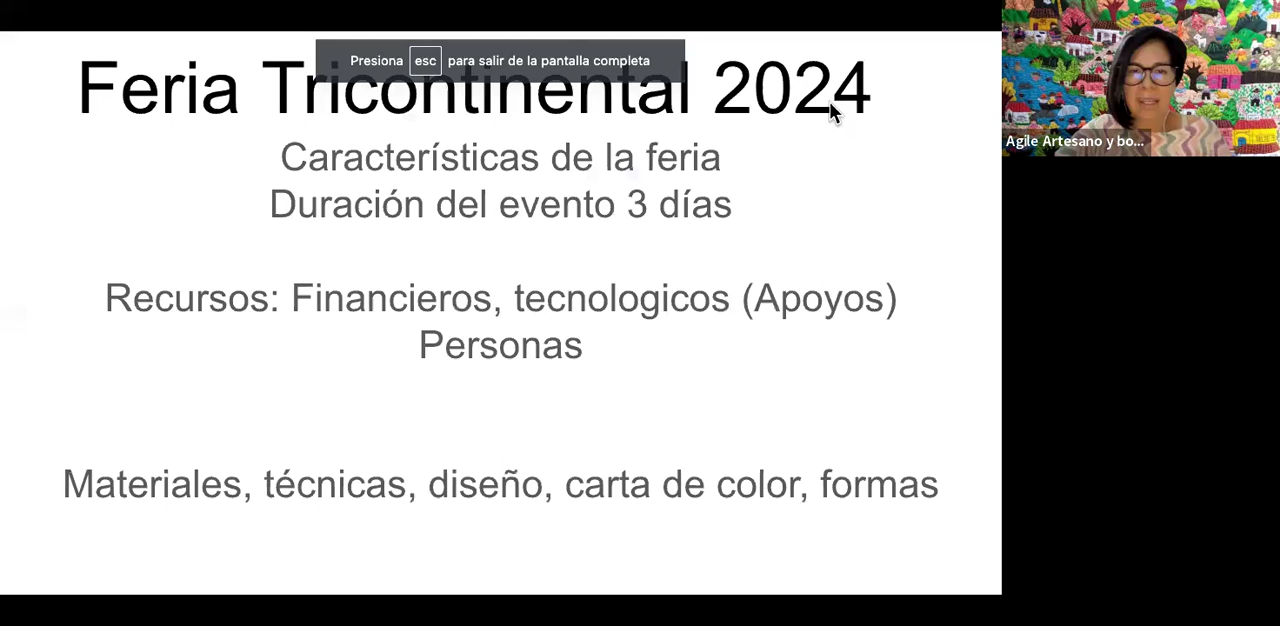 Presiona esc para salir de la pantalla completa
Feria Tricontinental 2024
Características de la feria
Duración del evento 3 días
Recursos: Financieros, tecnologicos (Apoyos)
Personas
Materiales, técnicas, diseño, carta de color, formas
Agile Artesano y bo...